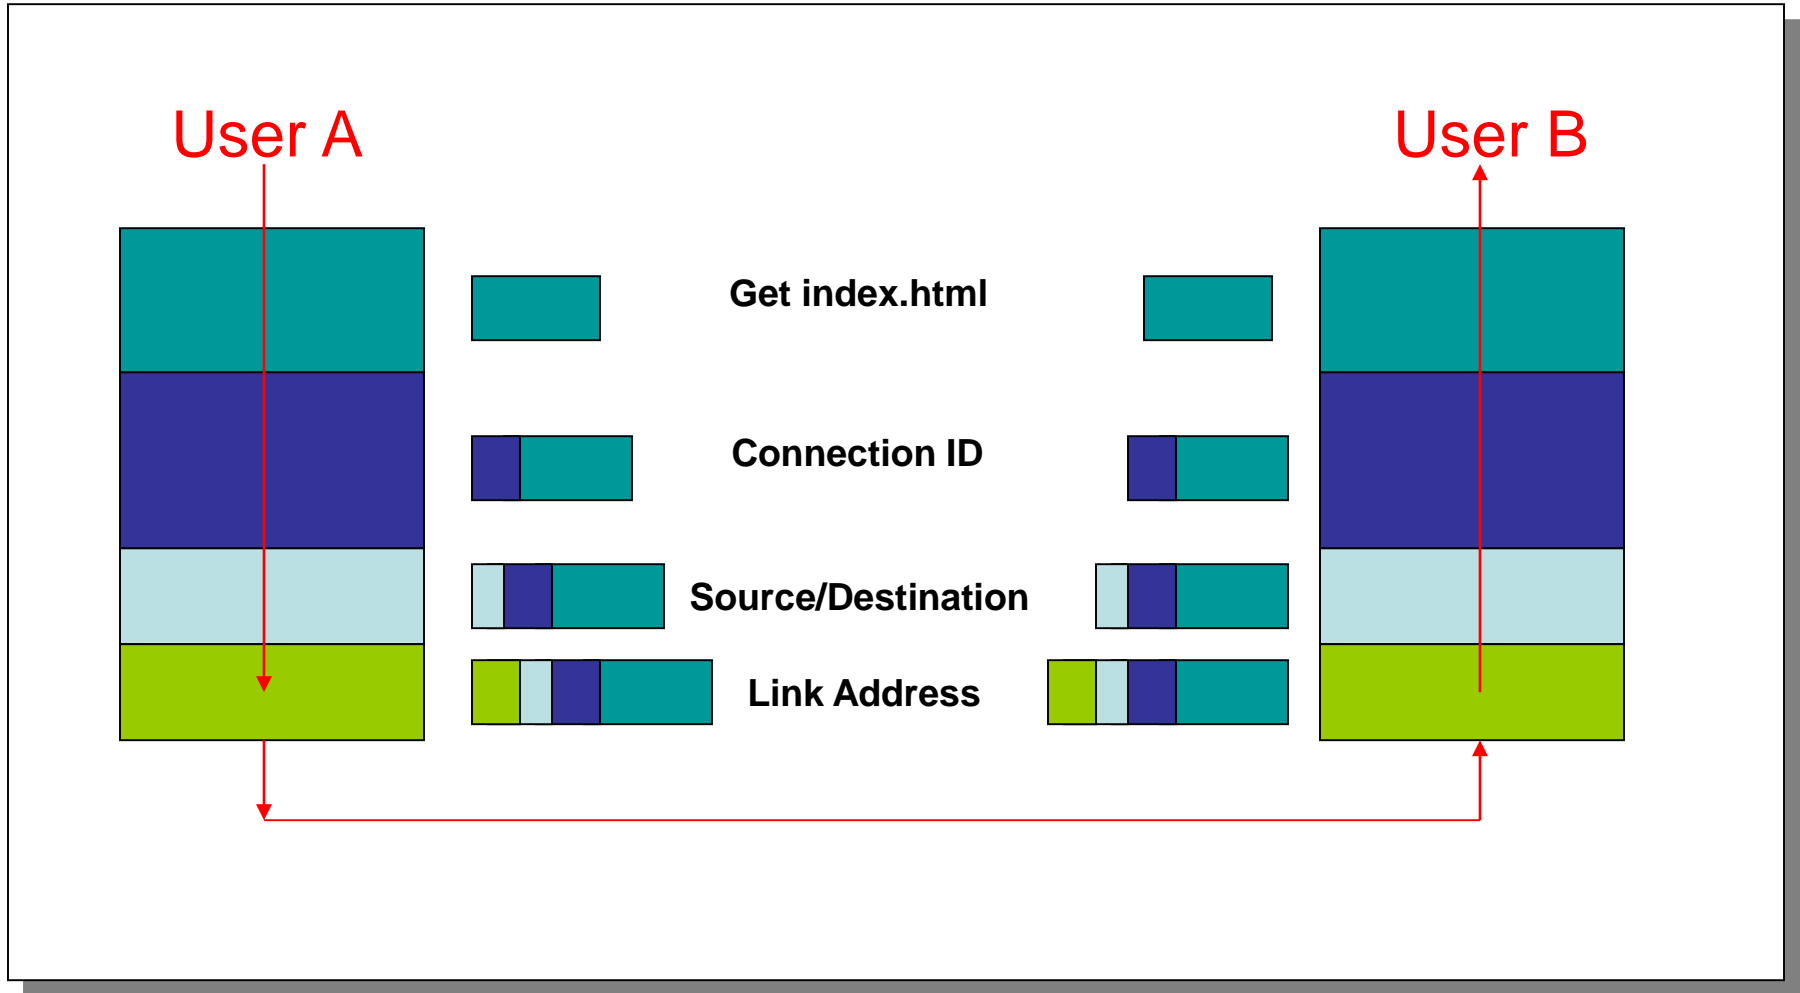 User A
User B
Get index.html
Connection ID
Source/Destination
Link Address